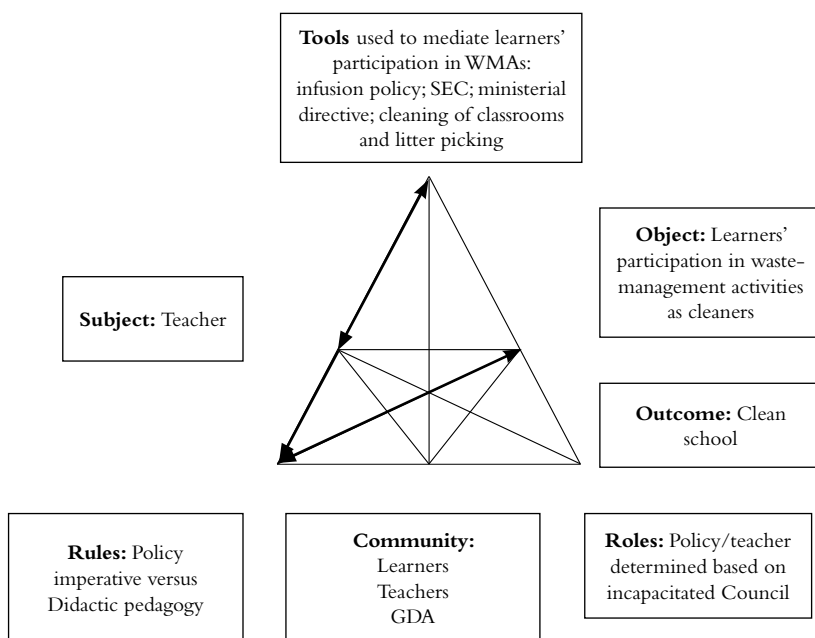 Tools used to mediate learners’
participation in WMAs:
infusion policy; SEC; ministerial
directive; cleaning of classrooms
and litter picking
Object: Learners’
participation in waste-
management activities
as cleaners
Subject: Teacher
Outcome: Clean
school
Rules: Policy
imperative versus
Didactic pedagogy
Community:
Learners
Teachers
GDA
Roles: Policy/teacher
determined based on
incapacitated Council